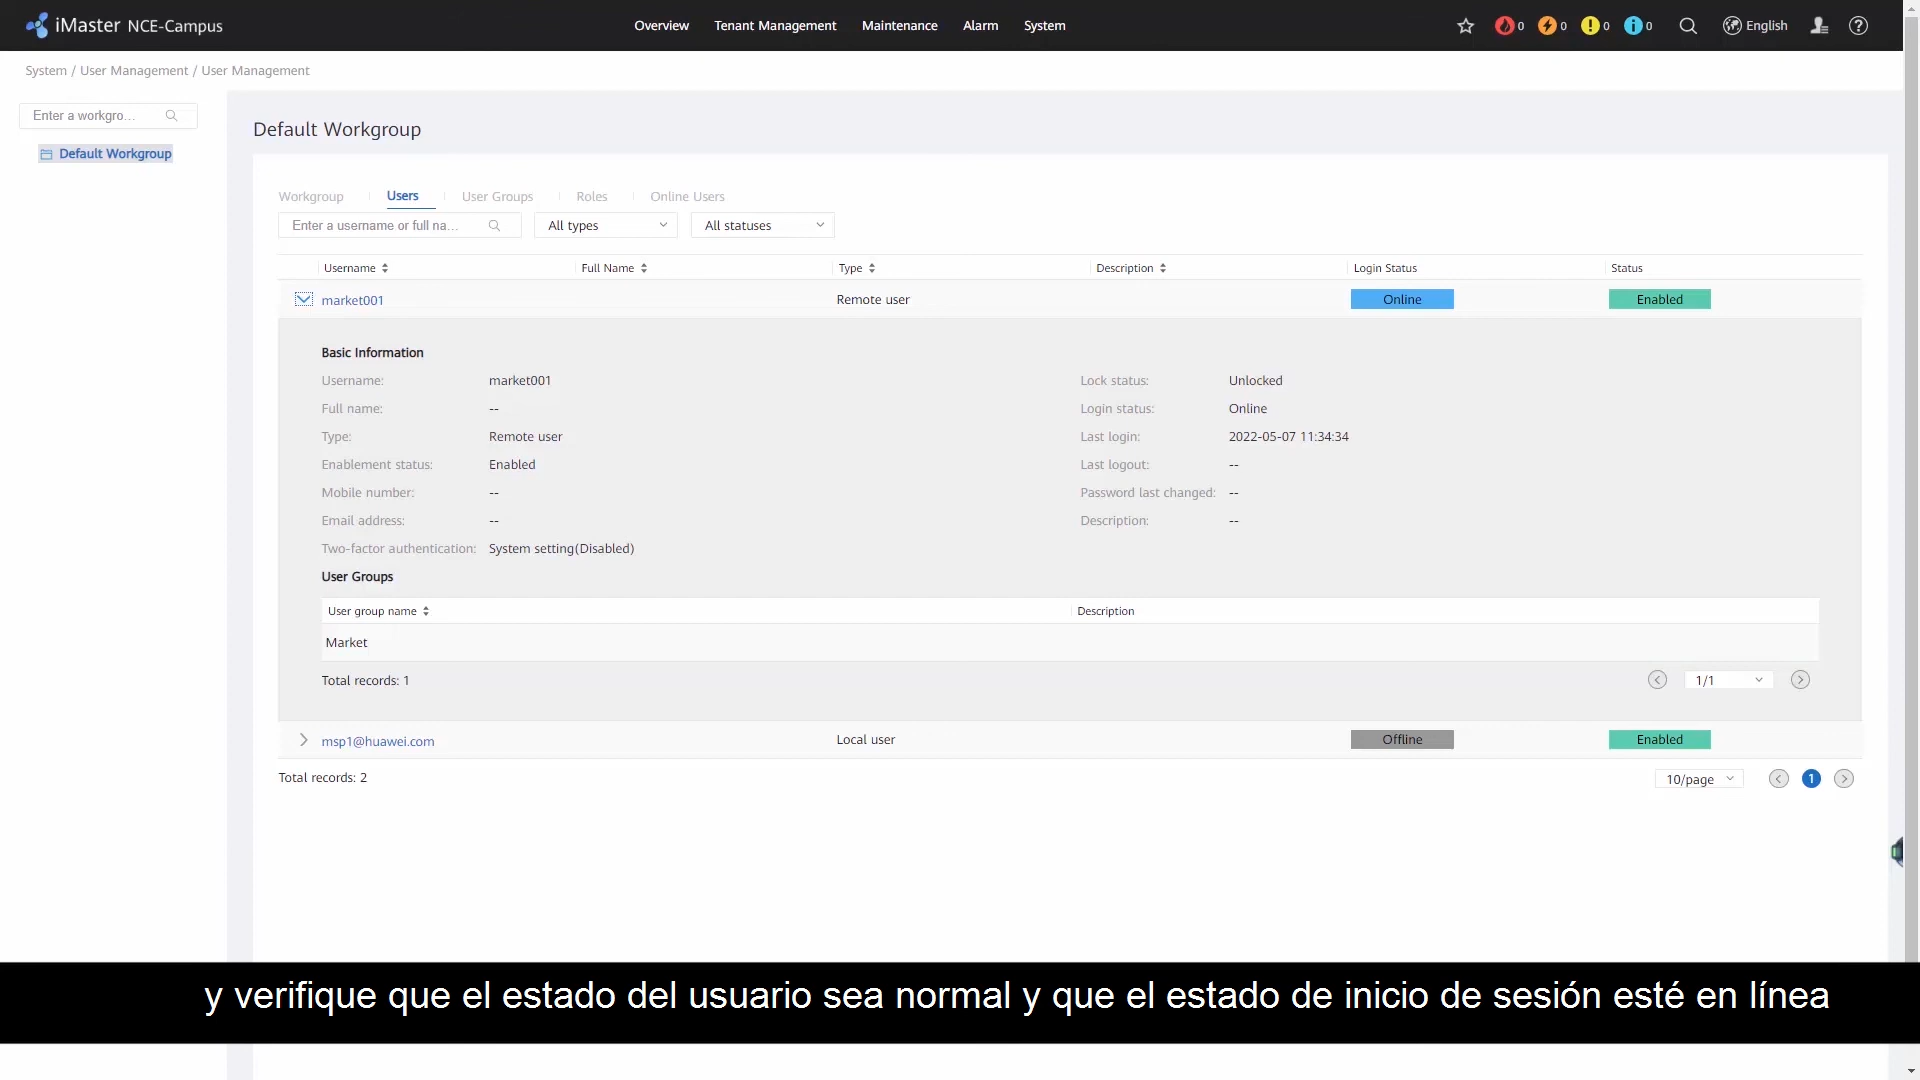 iMaster NCE-Campus
Overview Tenant Management Maintenance Alarm System
0 0 0 0 English
System / User Management / User Management
Enter a workgro...
Default Workgroup
Default Workgroup
Workgroup Users User Groups Roles Online Users
Enter a username or full na... All types All statuses
Username Full Name Type Description Login Status Status
market001 Remote user Online Enabled
Basic Information
Username: market001 Lock status: Unlocked
Full name: -- Login status: Online
Type: Remote user Last login: 2022-05-07 11:34:34
Enablement status: Enabled Last logout: --
Mobile number: -- Password last changed: --
Email address: -- Description: --
Two-factor authentication: System setting(Disabled)
User Groups
User group name Description
Market
Total records: 1 1/1
msp1@huawei.com Local user Offline Enabled
Total records: 2 10/page 1
y verifique que el estado del usuario sea normal y que el estado de inicio de sesión esté en línea